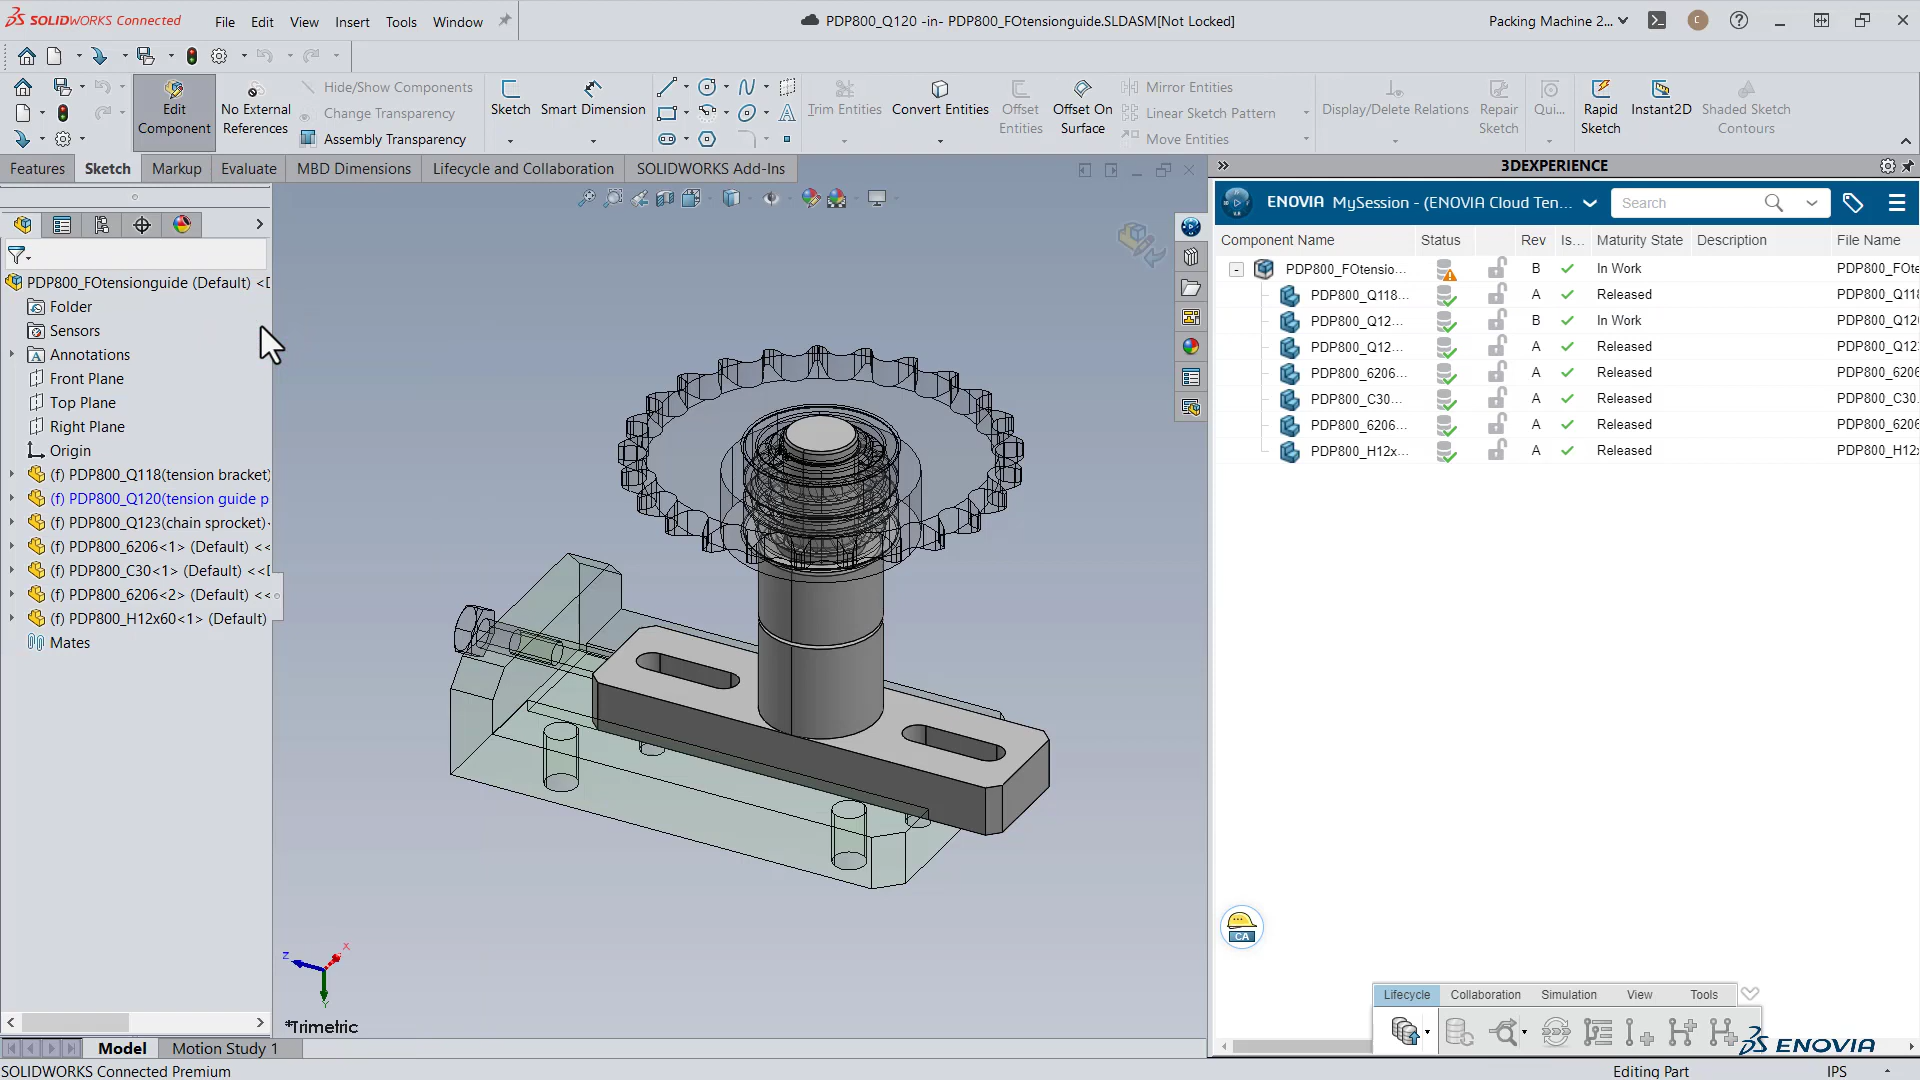 SOLIDWORKS Connected
File Edit View Insert Tools Window
PDP800_Q120 -in- PDP800_FOtensionguide.SLDASM[Not Locked]
Packing Machine 2...
Edit Component
No External References
Hide/Show Components
Change Transparency
Assembly Transparency
Sketch
Smart Dimension
Trim Entities
Convert Entities
Offset Entities
Offset On Surface
Mirror Entities
Linear Sketch Pattern
Move Entities
Display/Delete Relations
Repair Sketch
Qui...
Rapid Sketch
Instant2D
Shaded Sketch Contours
Features Sketch Markup Evaluate MBD Dimensions Lifecycle and Collaboration SOLIDWORKS Add-Ins
3DEXPERIENCE
PDP800_FOtensionguide (Default) <
Folder
Sensors
Annotations
Front Plane
Top Plane
Right Plane
Origin
(f) PDP800_Q118(tension bracket)
(f) PDP800_Q120(tension guide p
(f) PDP800_Q123(chain sprocket)
(f) PDP800_6206<1> (Default) <<
(f) PDP800_C30<1> (Default) <<
(f) PDP800_6206<2> (Default) <<
(f) PDP800_H12x60<1> (Default)
Mates
Z X Y
*Trimetric
Model Motion Study 1
SOLIDWORKS Connected Premium
ENOVIA MySession - (ENOVIA Cloud Ten...
Search
Component Name Status Rev Is... Maturity State Description File Name
PDP800_FOtensio... B In Work PDP800_FOte
PDP800_Q118... A Released PDP800_Q118
PDP800_Q12... B In Work PDP800_Q12
PDP800_Q12... A Released PDP800_Q12
PDP800_6206... A Released PDP800_6206
PDP800_C30... A Released PDP800_C30.
PDP800_6206... A Released PDP800_6206
PDP800_H12x... A Released PDP800_H12
CA
Lifecycle Collaboration Simulation View Tools
ENOVIA
Editing Part IPS